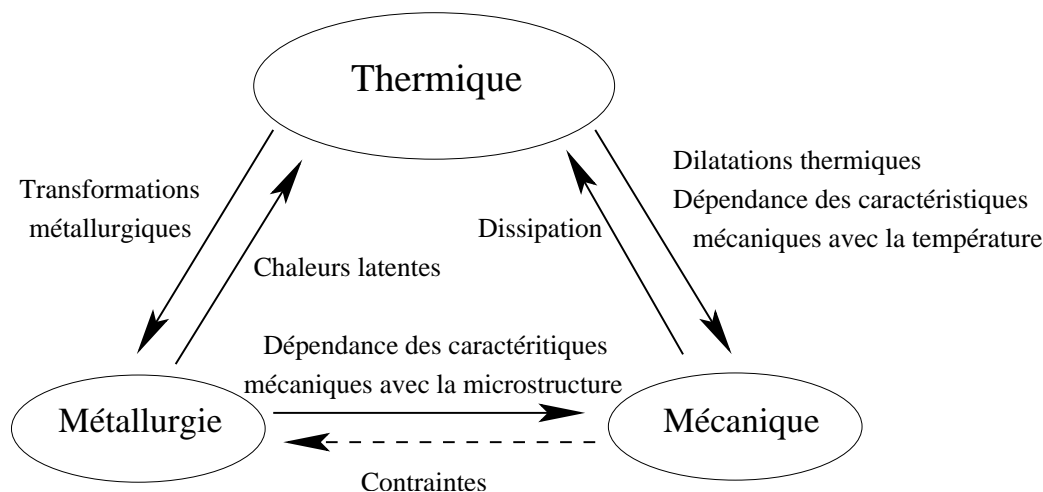 Thermique
Transformations
métallurgiques
Chaleurs latentes
Dissipation
Dilatations thermiques
Dépendance des caractéristiques
mécaniques avec la température
Dépendance des caractéritiques
mécaniques avec la microstructure
Métallurgie
Mécanique
Contraintes